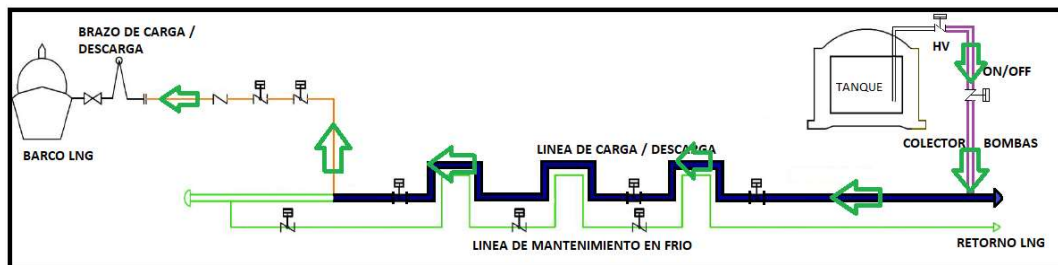 BRAZO DE CARGA /
DESCARGA
BARCO LNG
TANQUE
HV
ON/OFF
COLECTOR BOMBAS
LINEA DE CARGA / DESCARGA
LINEA DE MANTENIMIENTO EN FRIO
RETORNO LNG